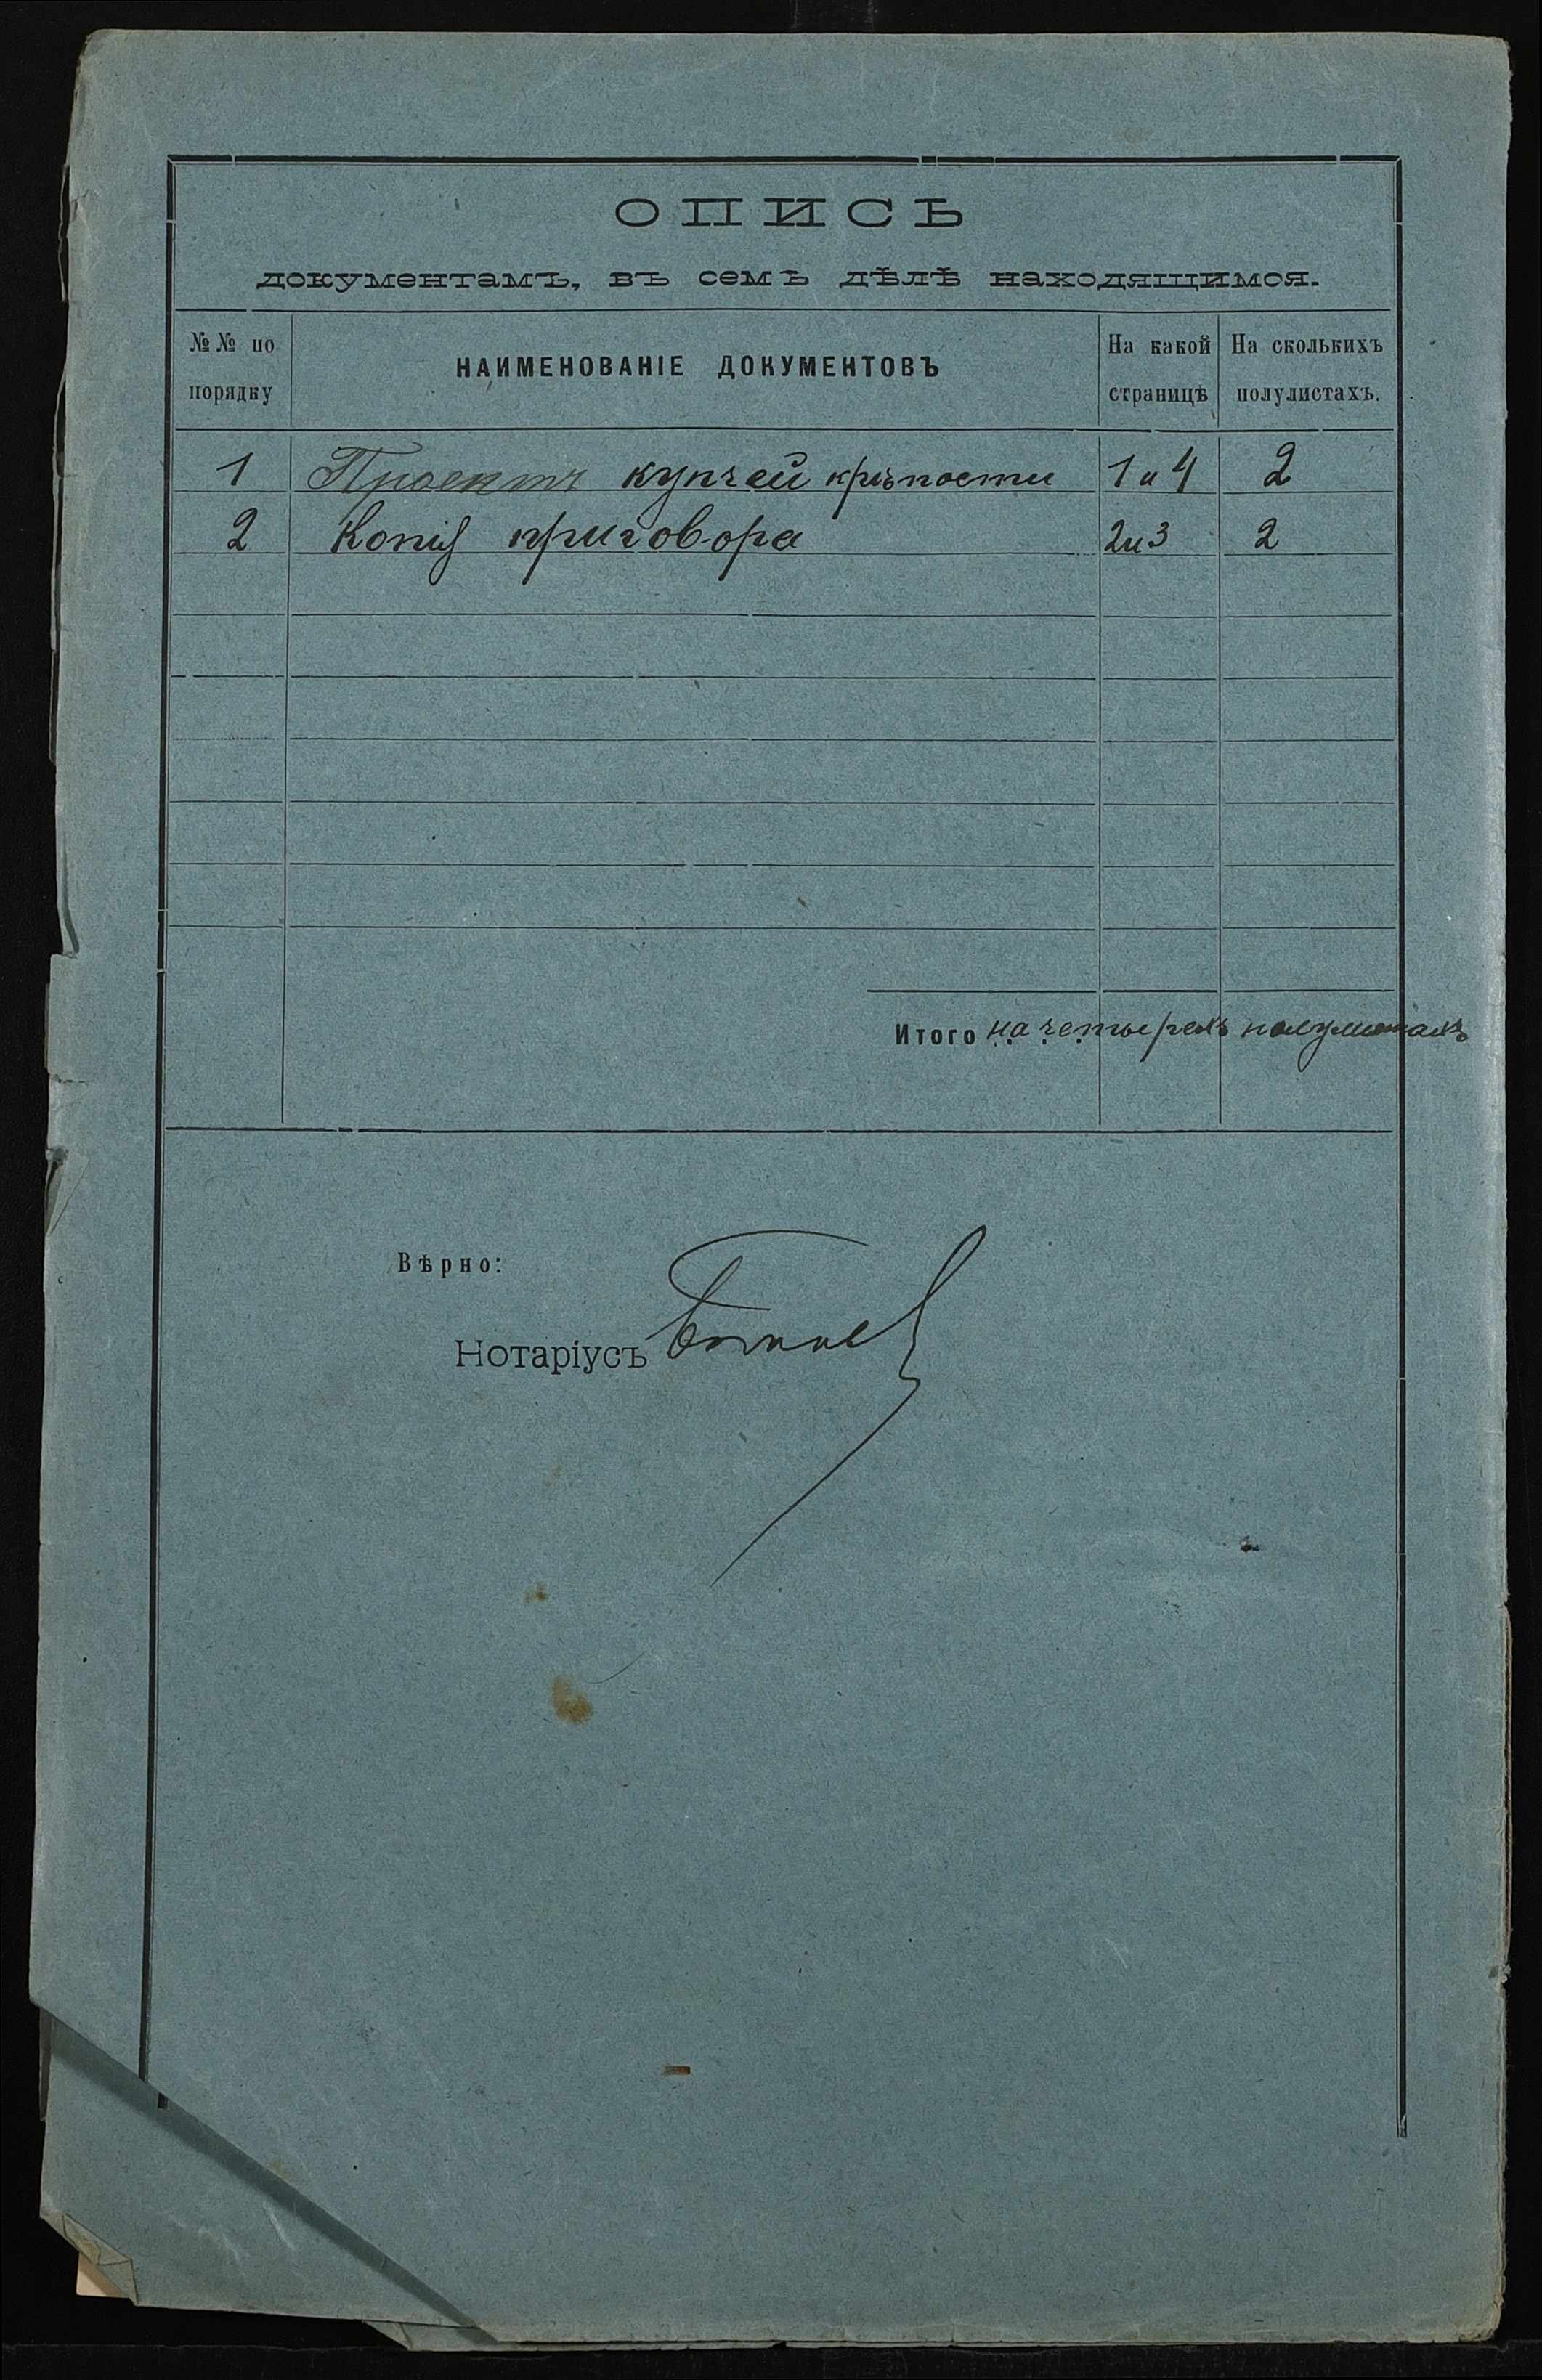 ОПИСЬ
документамъ, въ семъ дѣлѣ находящимся.
№№ по порядку НАИМЕНОВАНІЕ ДОКУМЕНТОВЪ На какой страницѣ На сколькихъ полулистахъ.
1 Проектъ купчей крѣпости 1 и 4 2
2 Копія приговора 2 и 3 2
Итого на четырехъ полулистахъ
Вѣрно:
Нотаріусъ